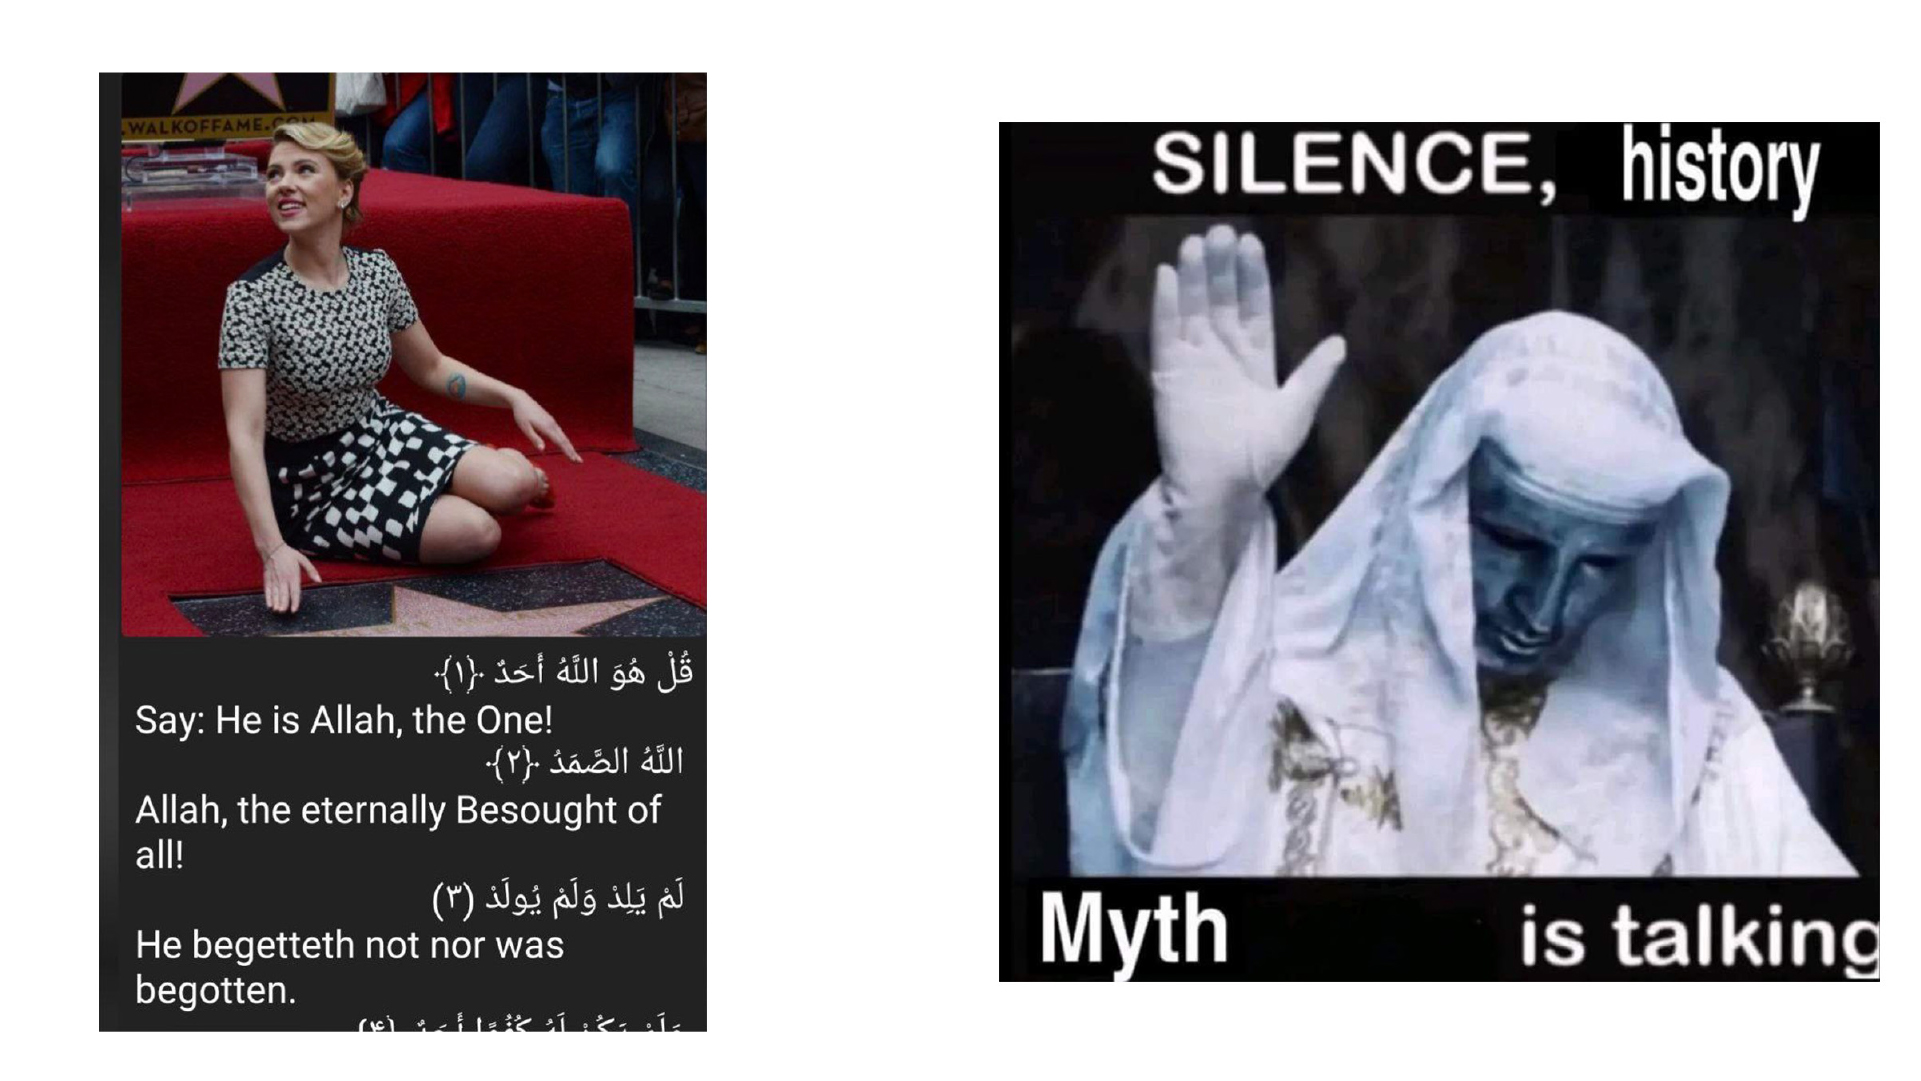 WALKOFFAME.COM
قُلْ هُوَ اللَّهُ أَحَدٌ ‎﴿١﴾
Say: He is Allah, the One!
اللَّهُ الصَّمَدُ ‎﴿٢﴾
Allah, the eternally Besought of
all!
لَمْ يَلِدْ وَلَمْ يُولَدْ (٣)
He begetteth not nor was
begotten.
وَلَمْ يَكُنْ لَهُ كُفُوًا أَحَدٌ (۴)
SILENCE, history
Myth is talking